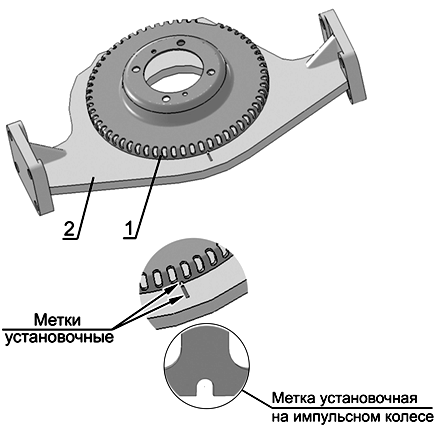 2
1
Метки
установочные
Метка установочная
на импульсном колесе